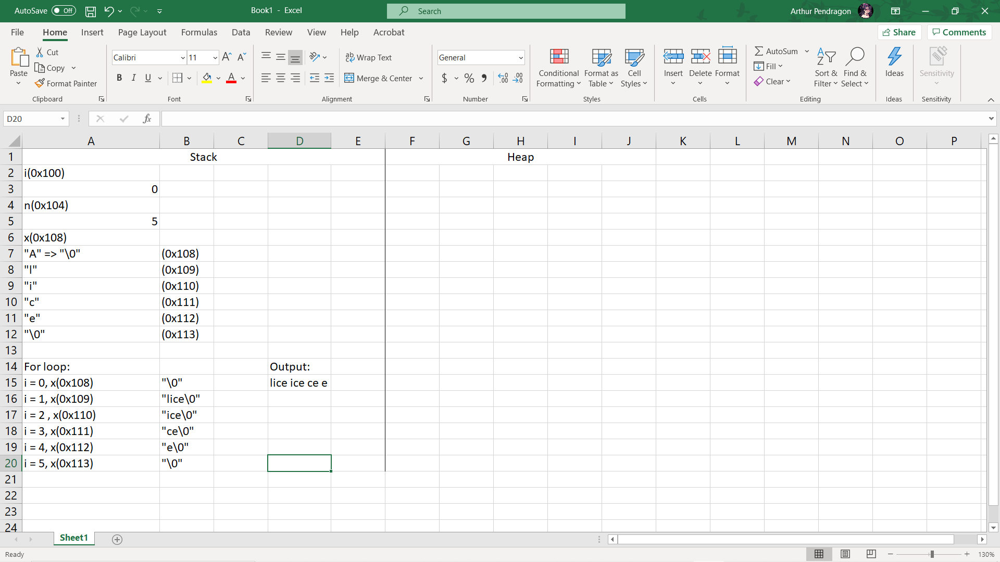 AutoSave Off Book1 - Excel Search Arthur Pendragon
File Home Insert Page Layout Formulas Data Review View Help Acrobat Share Comments
Paste Cut Copy Format Painter Clipboard
Calibri 11 A A B I U A Font
ab Wrap Text Merge & Center Alignment
General $ % 9 .00 .00 Number
Conditional Formatting Format as Table Cell Styles Styles
Insert Delete Format Cells
AutoSum Fill Clear Sort & Filter Find & Select Editing
Ideas Ideas
Sensitivity Sensitivity
D20 fx
A B C D E F G H I J K L M N O P
1 Stack Heap
2 i(0x100)
3 0
4 n(0x104)
5 5
6 x(0x108)
7 "A" => "\0" (0x108)
8 "l" (0x109)
9 "i" (0x110)
10 "c" (0x111)
11 "e" (0x112)
12 "\0" (0x113)
13
14 For loop: Output:
15 i = 0, x(0x108) "\0" lice ice ce e
16 i = 1, x(0x109) "lice\0"
17 i = 2 , x(0x110) "ice\0"
18 i = 3, x(0x111) "ce\0"
19 i = 4, x(0x112) "e\0"
20 i = 5, x(0x113) "\0"
21
22
23
24
Sheet1
Ready 130%